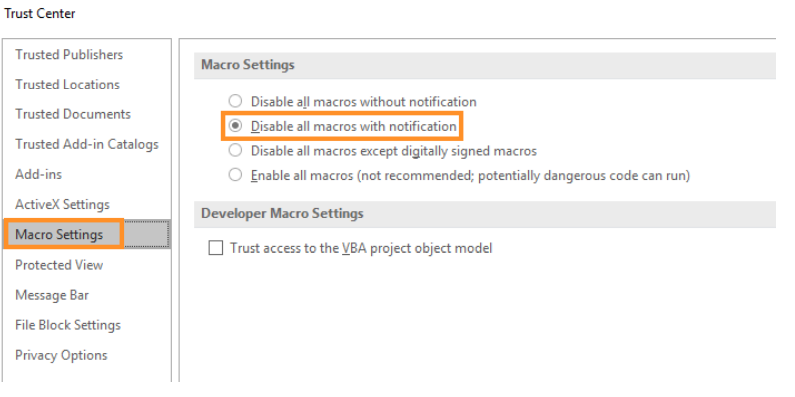 Trust Center
Trusted Publishers
Trusted Locations
Trusted Documents
Trusted Add-in Catalogs
Add-ins
ActiveX Settings
Macro Settings
Protected View
Message Bar
File Block Settings
Privacy Options
Macro Settings
Disable all macros without notification
Disable all macros with notification
Disable all macros except digitally signed macros
Enable all macros (not recommended; potentially dangerous code can run)
Developer Macro Settings
Trust access to the VBA project object model